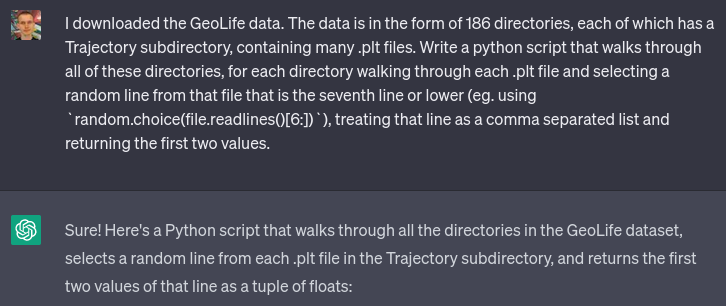 I downloaded the GeoLife data. The data is in the form of 186 directories, each of which has a
Trajectory subdirectory, containing many .plt files. Write a python script that walks through
all of these directories, for each directory walking through each .plt file and selecting a
random line from that file that is the seventh line or lower (eg. using
`random.choice(file.readlines()[6:])`), treating that line as a comma separated list and
returning the first two values.
Sure! Here's a Python script that walks through all the directories in the GeoLife dataset,
selects a random line from each .plt file in the Trajectory subdirectory, and returns the first
two values of that line as a tuple of floats: